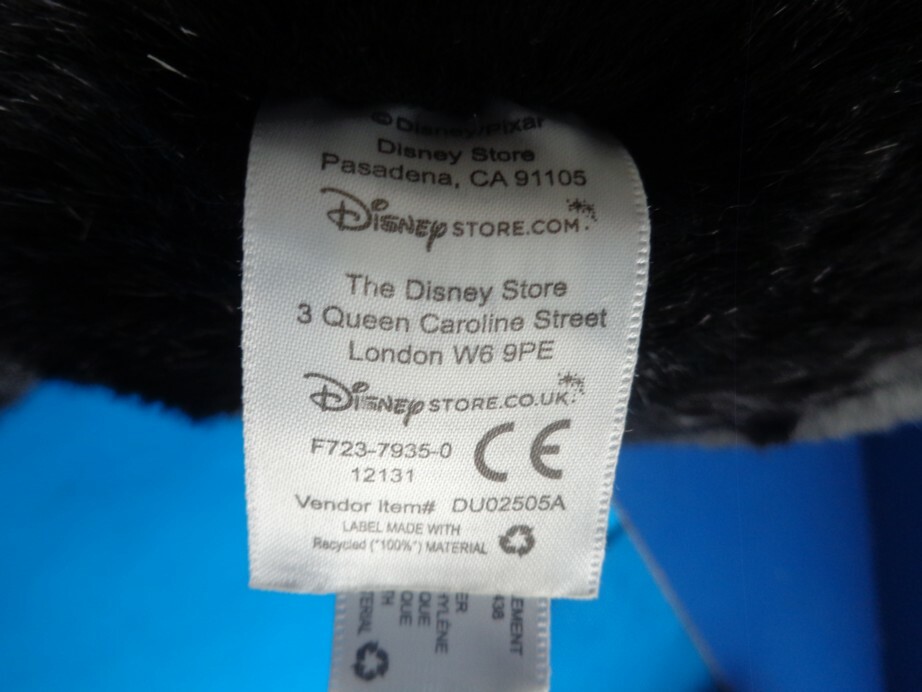 ©Disney/Pixar
Disney Store
Pasadena, CA 91105
Disney STORE.COM
The Disney Store
3 Queen Caroline Street
London W6 9PE
Disney STORE.CO.UK
F723-7935-0
12131
CE
Vendor Item# DU02505A
LABEL MADE WITH
Recycled ("100%") MATERIAL